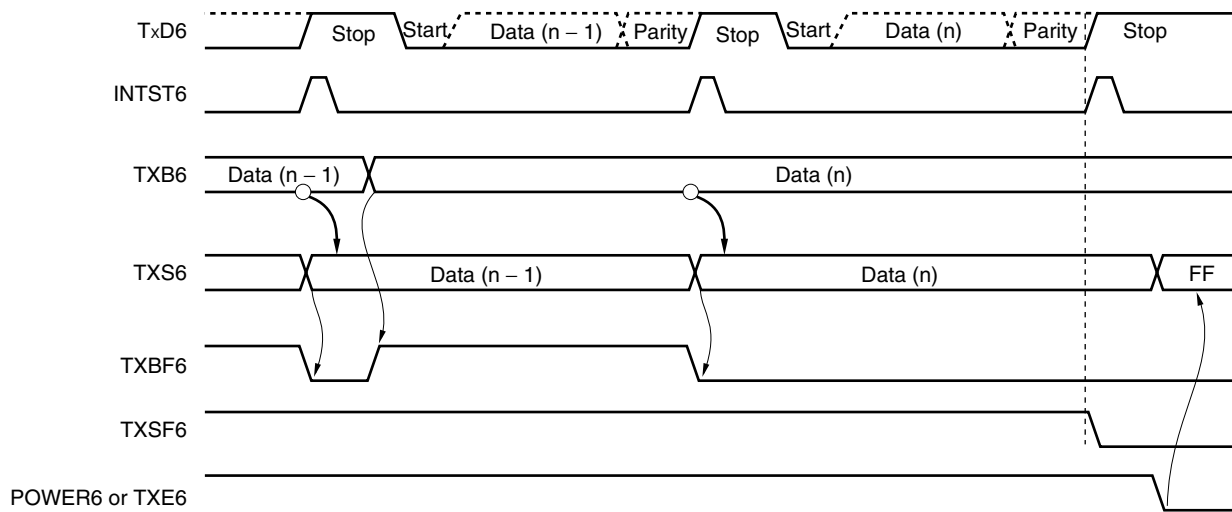 TxD6 Stop Start Data (n − 1) Parity Stop Start Data (n) Parity Stop
INTST6
TXB6 Data (n − 1) Data (n)
TXS6 Data (n − 1) Data (n) FF
TXBF6
TXSF6
POWER6 or TXE6